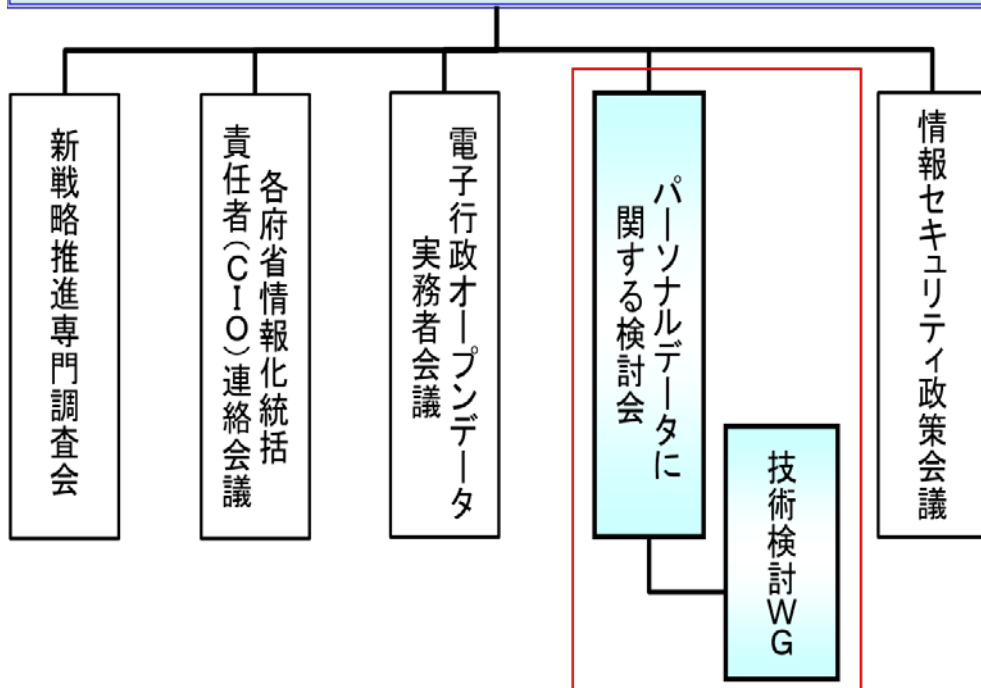 新戦略推進専門調査会
各府省情報化統括
責任者(CIO)連絡会議
電子行政オープンデータ
実務者会議
パーソナルデータに
関する検討会
技術検討WG
情報セキュリティ政策会議